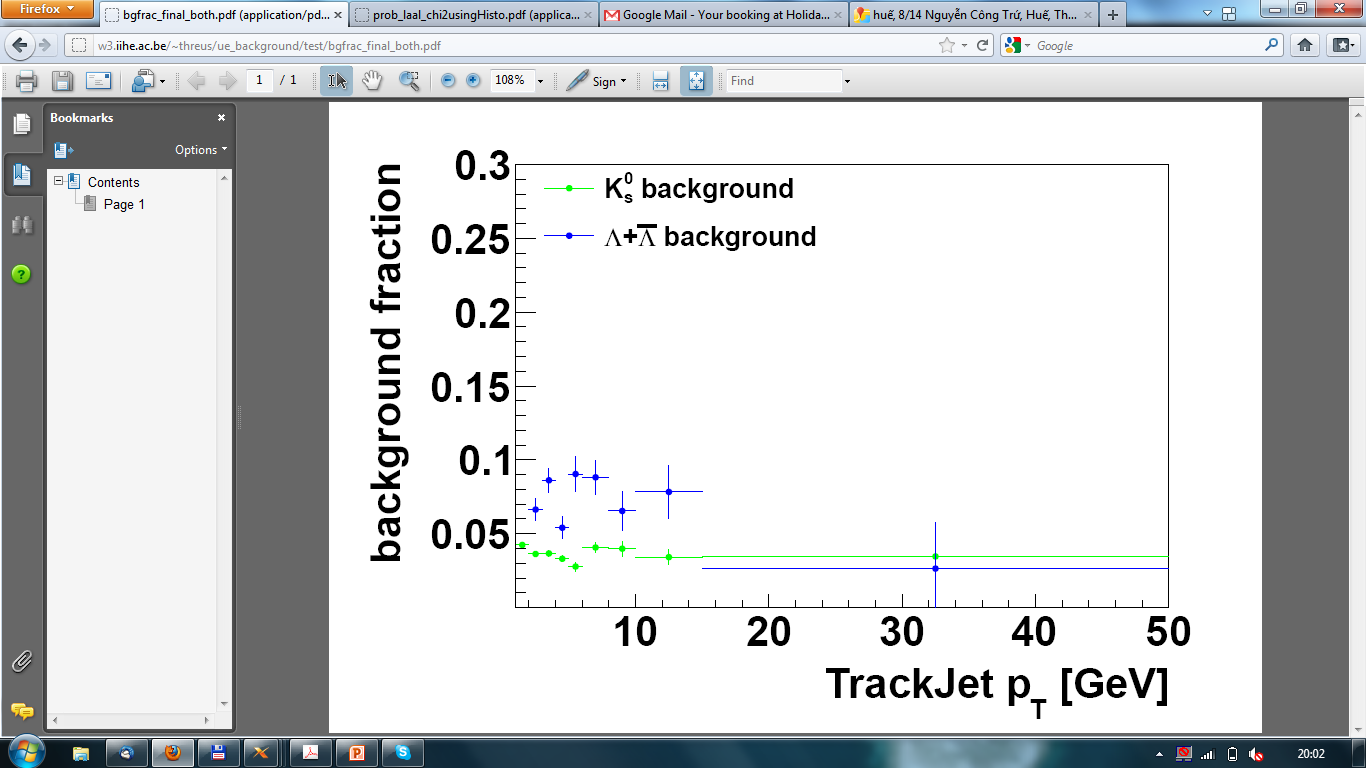 Firefox
bgfrac_final_both.pdf (application/pd...
prob_laal_chi2usingHisto.pdf (applica...
Google Mail - Your booking at Holida...
huế, 8/14 Nguyễn Công Trứ, Huế, Th...
w3.iihe.ac.be/~threus/ue_background/test/bgfrac_final_both.pdf
Google
1 / 1
108%
Sign
Find
Bookmarks
Options
Contents
Page 1
background fraction
0.3
0.25
0.2
0.15
0.1
0.05
K⁰ₛ background
Λ+Λ̅ background
10 20 30 40 50
TrackJet p_T [GeV]
20:02